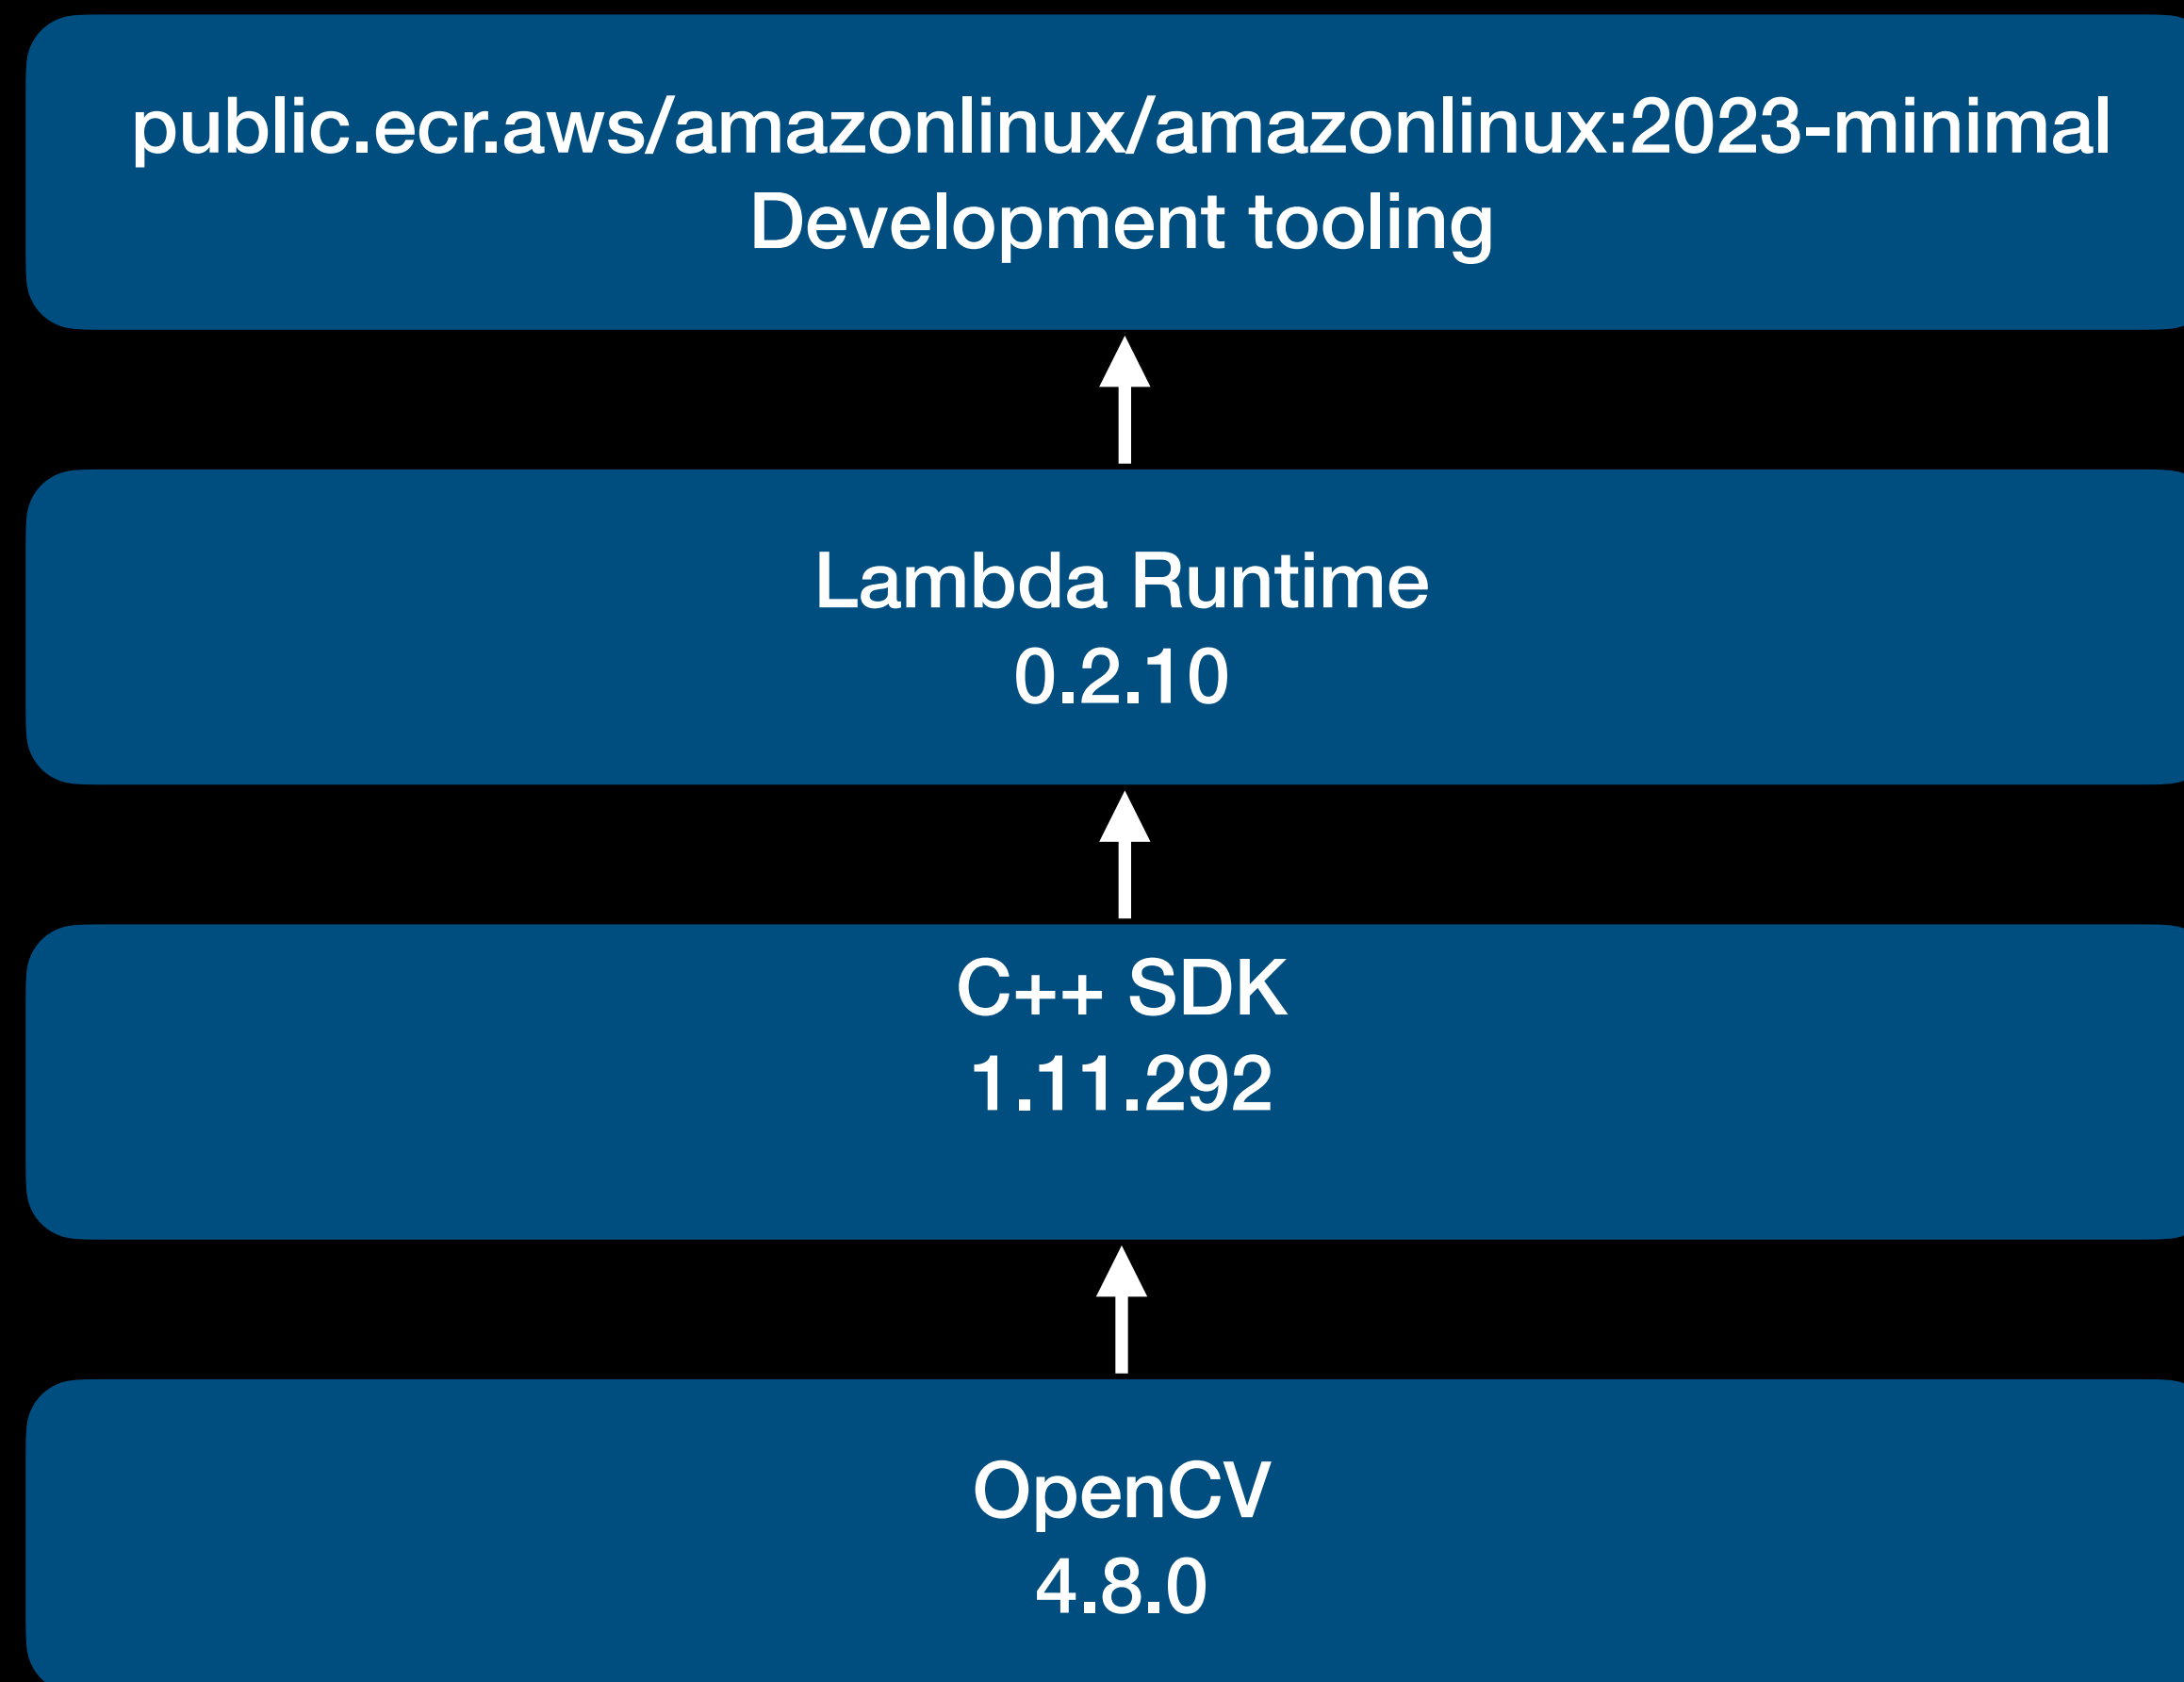 public.ecr.aws/amazonlinux/amazonlinux:2023-minimal
Development tooling
Lambda Runtime
0.2.10
C++ SDK
1.11.292
OpenCV
4.8.0